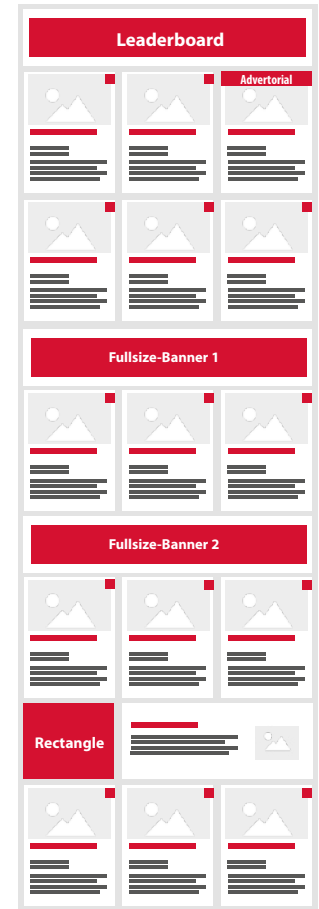 Leaderboard
Advertorial
Fullsize-Banner 1
Fullsize-Banner 2
Rectangle